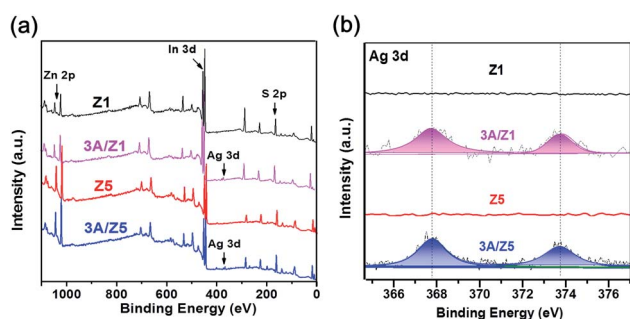 (a)
In 3d
Zn 2p
S 2p
Z1
3A/Z1
Ag 3d
Z5
3A/Z5
Ag 3d
Intensity (a.u.)
1000 800 600 400 200 0
Binding Energy (eV)
(b)
Ag 3d
Z1
3A/Z1
Z5
3A/Z5
Intensity (a.u.)
366 368 370 372 374 376
Binding Energy (eV)